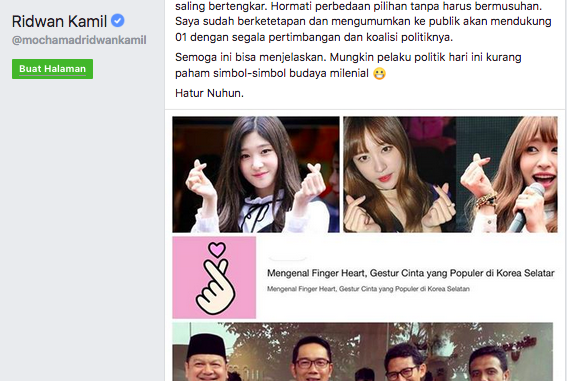 Ridwan Kamil
@mochamadridwankamil
Buat Halaman
saling bertengkar. Hormati perbedaan pilihan tanpa harus bermusuhan.
Saya sudah berketetapan dan mengumumkan ke publik akan mendukung
01 dengan segala pertimbangan dan koalisi politiknya.
Semoga ini bisa menjelaskan. Mungkin pelaku politik hari ini kurang
paham simbol-simbol budaya milenial 😁
Hatur Nuhun.
Mengenal Finger Heart, Gestur Cinta yang Populer di Korea Selatan
Mengenal Finger Heart, Gestur Cinta yang Populer di Korea Selatan